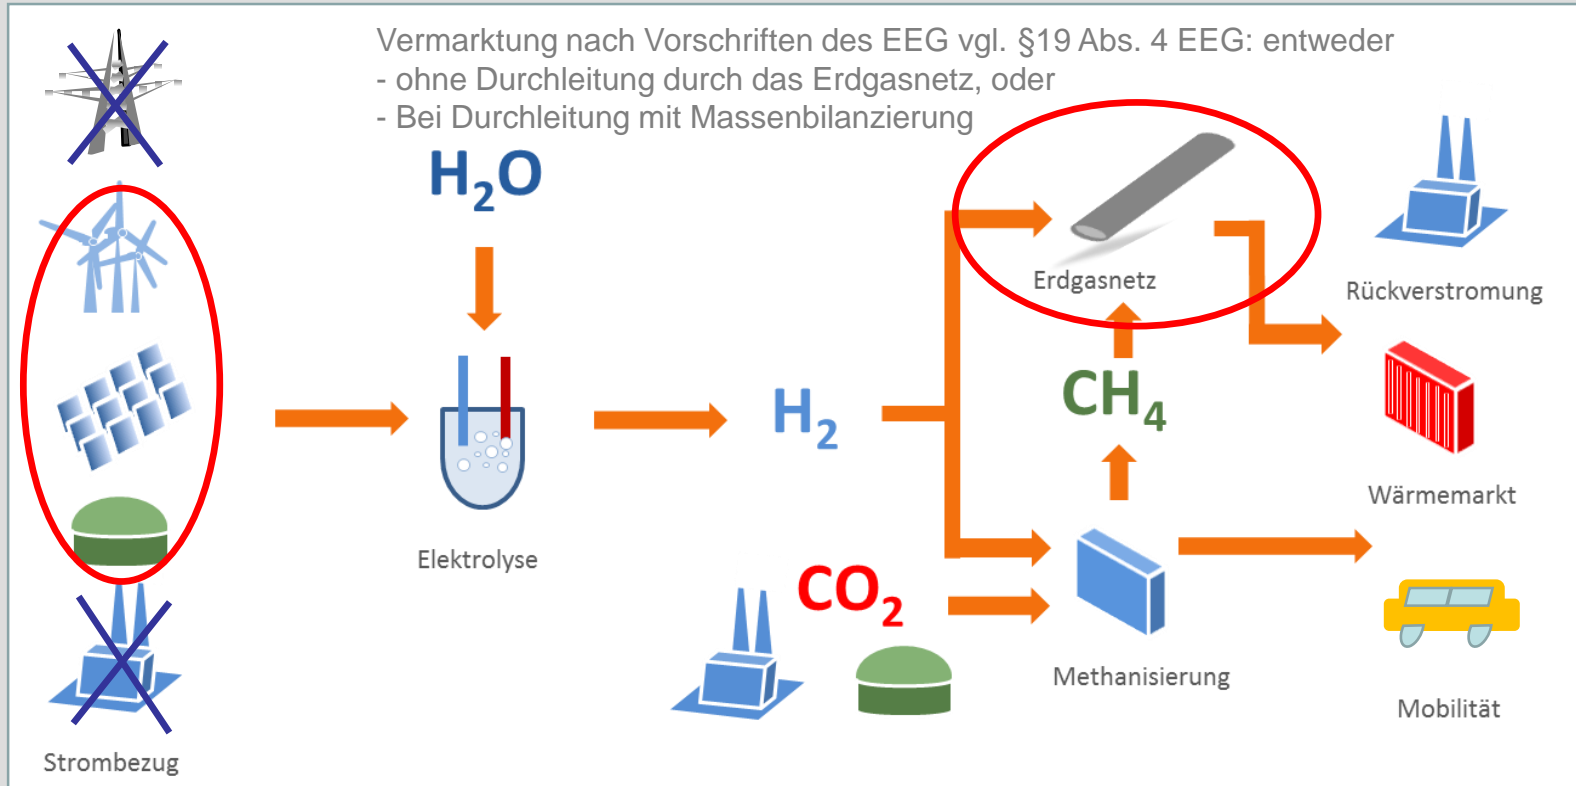 Vermarktung nach Vorschriften des EEG vgl. §19 Abs. 4 EEG: entweder
- ohne Durchleitung durch das Erdgasnetz, oder
- Bei Durchleitung mit Massenbilanzierung
H₂O
Erdgasnetz
Rückverstromung
CH₄
H₂
Wärmemarkt
Elektrolyse
CO₂
Methanisierung
Mobilität
Strombezug